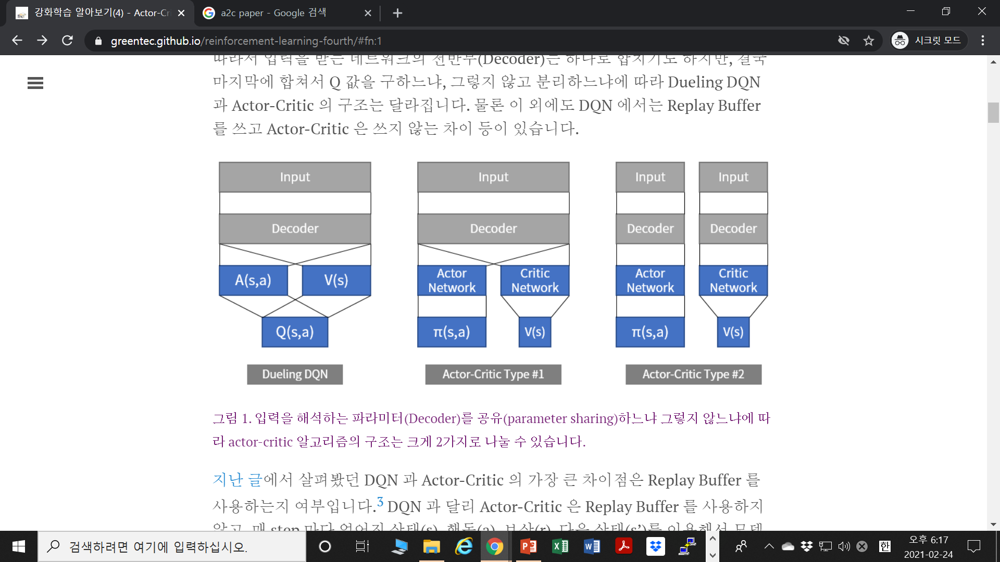 강화학습 알아보기(4) - Actor-Cri
a2c paper - Google 검색
greentec.github.io/reinforcement-learning-fourth/#fn:1
시크릿 모드
따라서 입력을 받는 네트워크의 전반부(Decoder)는 하나로 합치기도 하지만, 결국
마지막에 합쳐서 Q 값을 구하느냐, 그렇지 않고 분리하느냐에 따라 Dueling DQN
과 Actor-Critic 의 구조는 달라집니다. 물론 이 외에도 DQN 에서는 Replay Buffer
를 쓰고 Actor-Critic 은 쓰지 않는 차이 등이 있습니다.
Input
Decoder
A(s,a) V(s)
Q(s,a)
Dueling DQN
Input
Decoder
Actor Network
Critic Network
π(s,a) V(s)
Actor-Critic Type #1
Input Input
Decoder Decoder
Actor Network
Critic Network
π(s,a) V(s)
Actor-Critic Type #2
그림 1. 입력을 해석하는 파라미터(Decoder)를 공유(parameter sharing)하느냐 그렇지 않느냐에 따
라 actor-critic 알고리즘의 구조는 크게 2가지로 나눌 수 있습니다.
지난 글에서 살펴봤던 DQN 과 Actor-Critic 의 가장 큰 차이점은 Replay Buffer 를
사용하는지 여부입니다.3 DQN 과 달리 Actor-Critic 은 Replay Buffer 를 사용하지
않고, 매 step 마다 얻어진 상태(s), 행동(a), 보상(r), 다음 상태(s')를 이용해서 모델
검색하려면 여기에 입력하십시오.
한
오후 6:17
2021-02-24